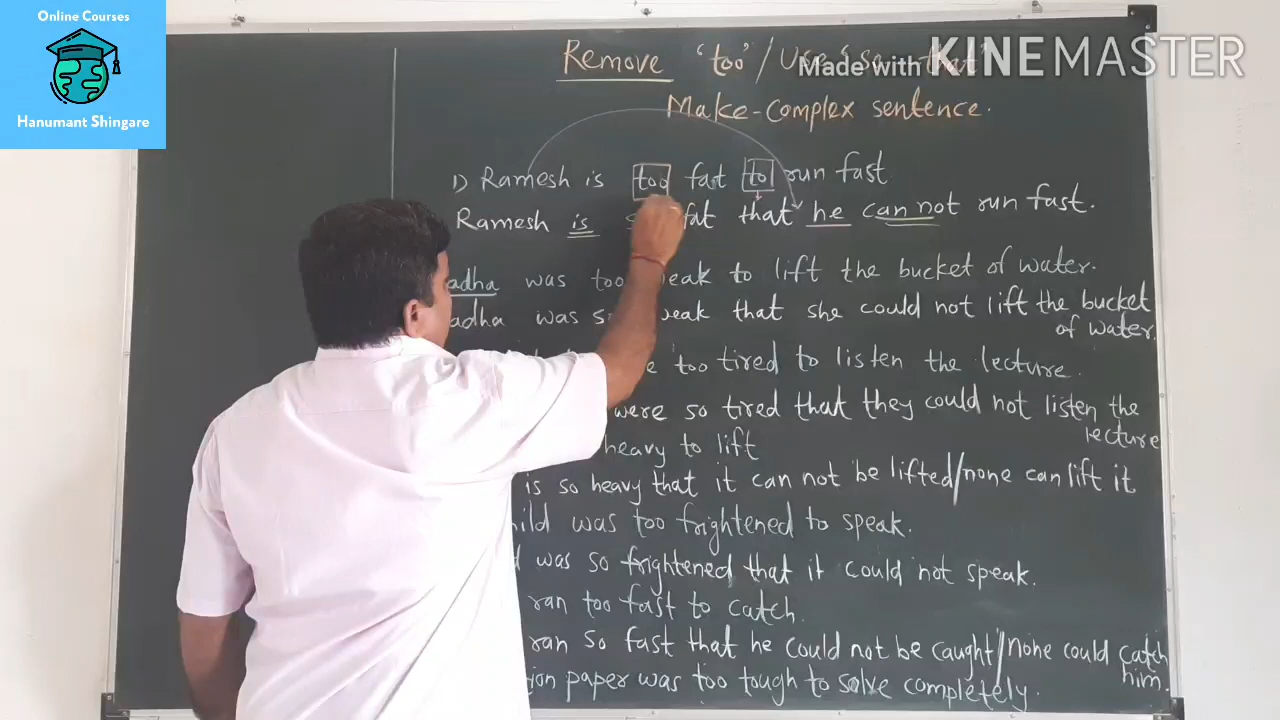 Online Courses
Hanumant Shingare
Made with KINEMASTER
Remove 'too' / Use 'so that'
Make-Complex sentence.
1) Ramesh is too fat to run fast
Ramesh is fat that he can not run fast.
adha was too weak to lift the bucket of water.
adha was so weak that she could not lift the bucket
of water.
too tired to listen the lecture.
were so tired that they could not listen the
lecture
heavy to lift
is so heavy that it can not be lifted/none can lift it
was too frightened to speak.
was so frightened that it could not speak.
ran too fast to catch.
ran so fast that he could not be caught/none could catch
him.
paper was too tough to solve completely.